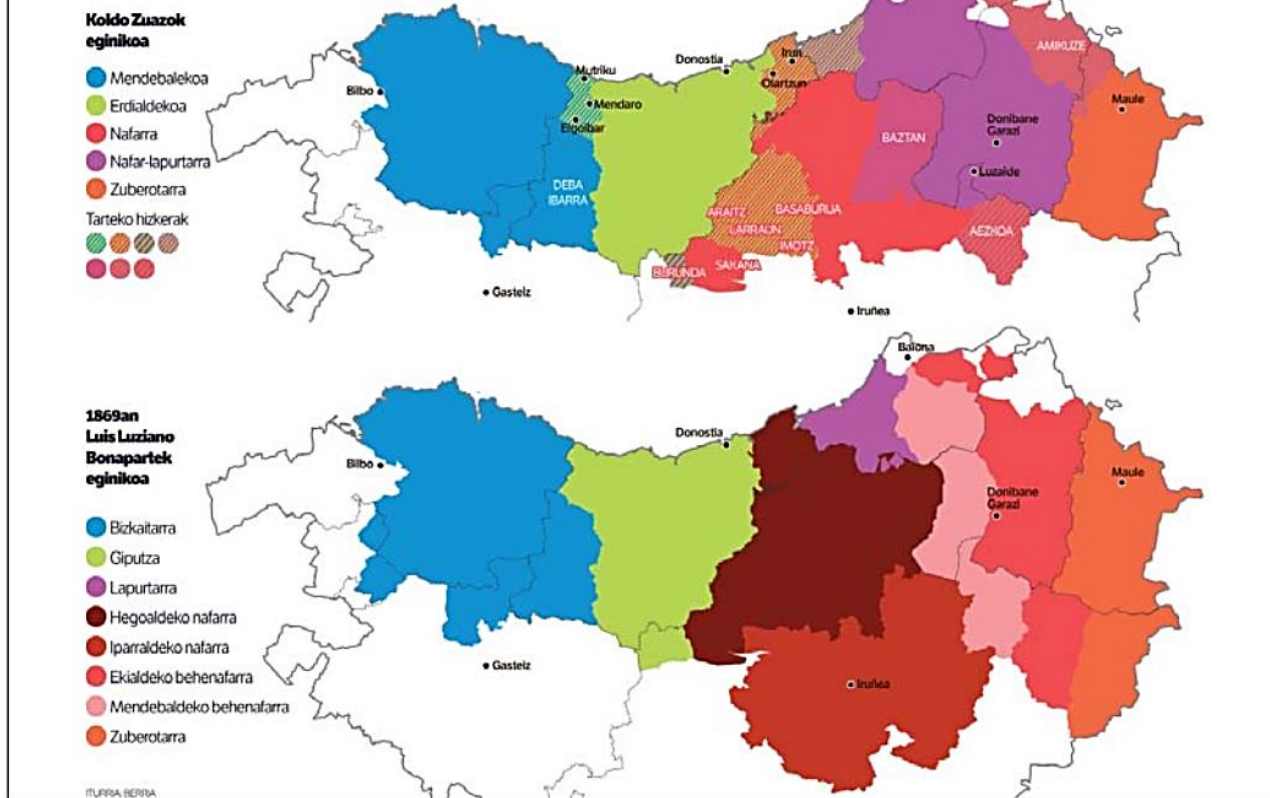 Koldo Zuazok
eginikoa
Mendebalekoa
Erdialdekoa
Nafarra
Nafar-lapurtarra
Zuberotarra
Tarteko hizkerak
Bilbo
Mutriku
Mendaro
Elgoibar
DEBA
IBARRA
Donostia
Irun
Oiartzun
ARAITZ
LARRAUN
BASABURUA
IMOTZ
BURUNDA
SAKANA
BAZTAN
AMIKUZE
Donibane
Garazi
Luzaide
AEZKOA
Maule
Gasteiz
Iruñea
1869an
Luis Luziano
Bonapartek
eginikoa
Bizkaitarra
Giputza
Lapurtarra
Hegoaldeko nafarra
Iparraldeko nafarra
Ekialdeko behenafarra
Mendebaldeko behenafarra
Zuberotarra
Baiona
Donostia
Bilbo
Donibane
Garazi
Maule
Gasteiz
Iruñea
ITURRIA: BERRIA